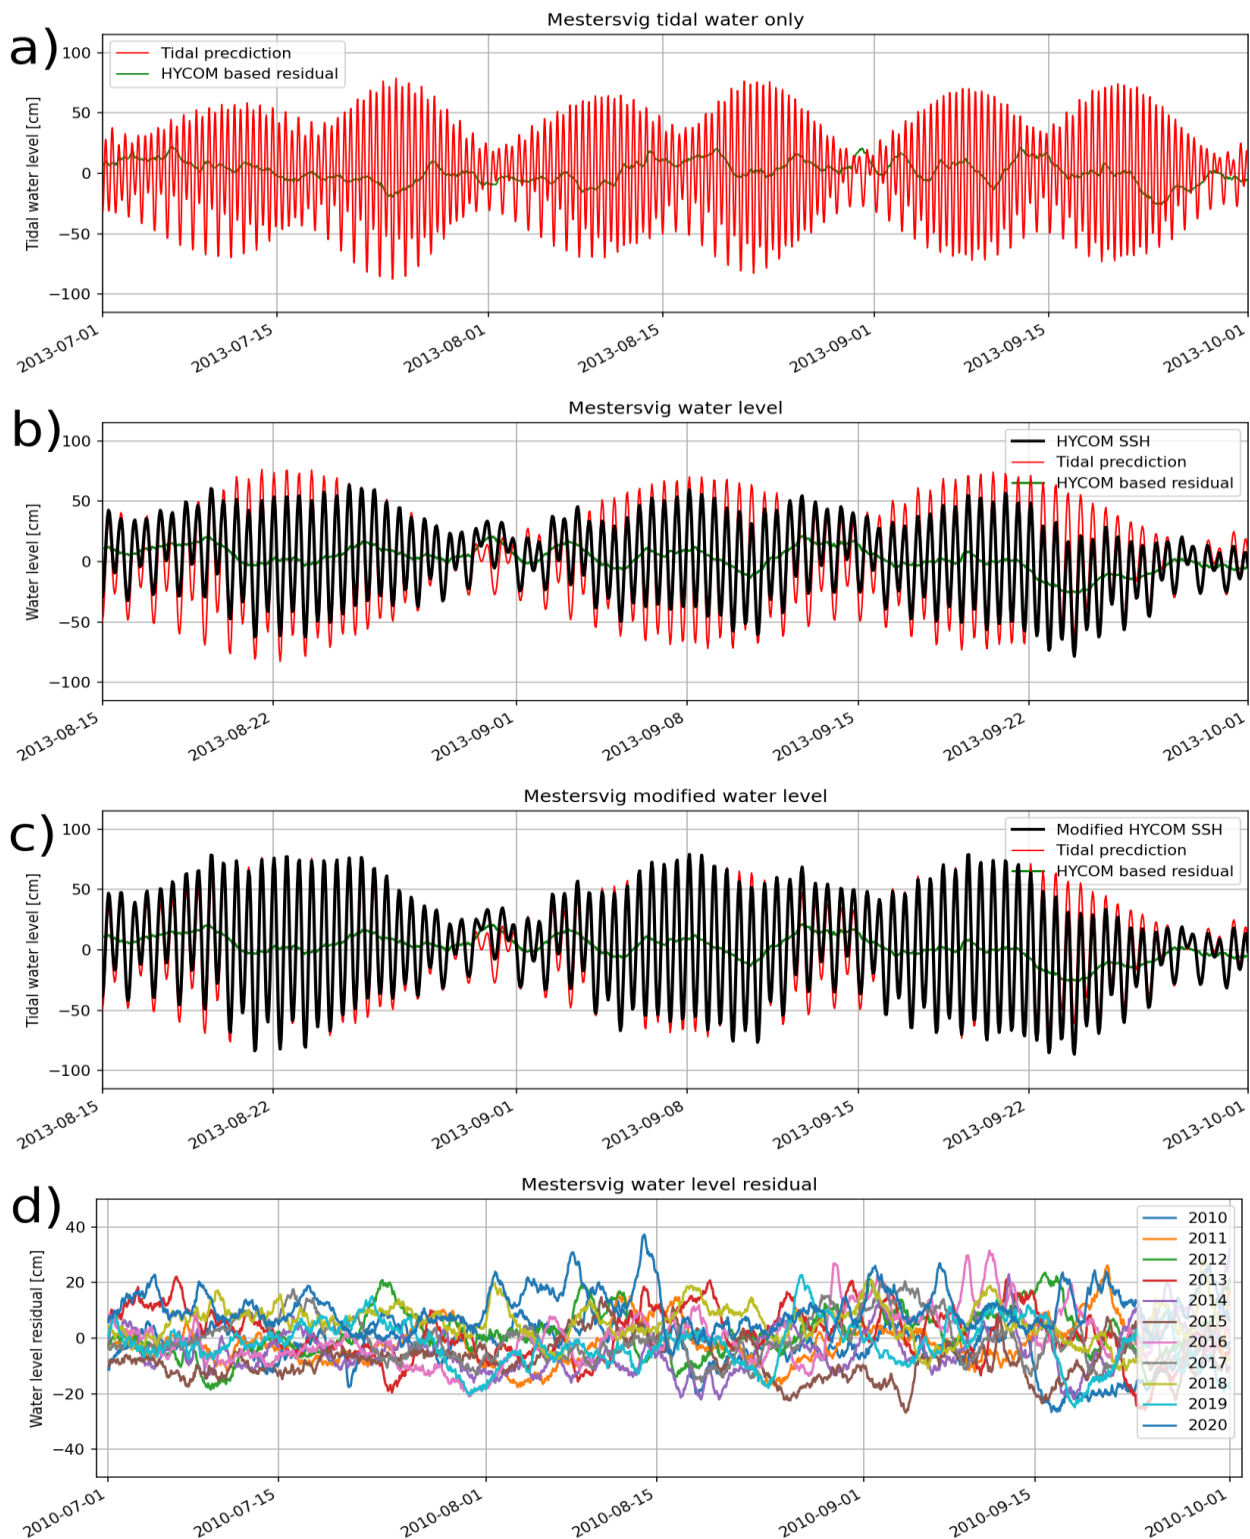 a)
Mestersvig tidal water only
Tidal precdiction
HYCOM based residual
Tidal water level [cm]
100
50
0
−50
−100
2013-07-01
2013-07-15
2013-08-01
2013-08-15
2013-09-01
2013-09-15
2013-10-01
b)
Mestersvig water level
HYCOM SSH
Tidal precdiction
HYCOM based residual
Water level [cm]
100
50
0
−50
−100
2013-08-15
2013-08-22
2013-09-01
2013-09-08
2013-09-15
2013-09-22
2013-10-01
c)
Mestersvig modified water level
Modified HYCOM SSH
Tidal precdiction
HYCOM based residual
Tidal water level [cm]
100
50
0
−50
−100
2013-08-15
2013-08-22
2013-09-01
2013-09-08
2013-09-15
2013-09-22
2013-10-01
d)
Mestersvig water level residual
2010
2011
2012
2013
2014
2015
2016
2017
2018
2019
2020
Water level residual [cm]
40
20
0
−20
−40
2010-07-01
2010-07-15
2010-08-01
2010-08-15
2010-09-01
2010-09-15
2010-10-01